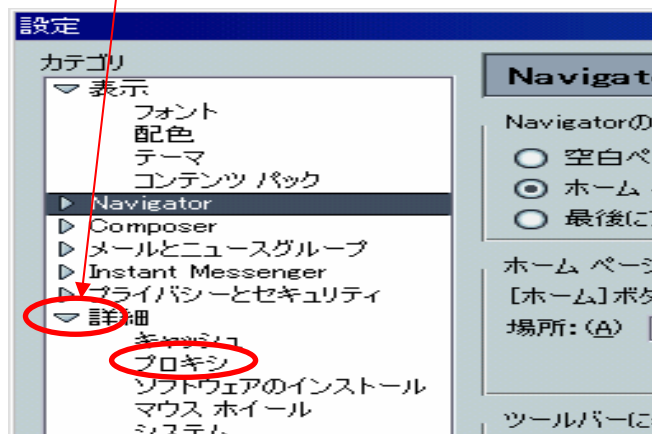 設定
カテゴリ
表示
フォント
配色
テーマ
コンテンツ パック
Navigator
Composer
メールとニュースグループ
Instant Messenger
プライバシーとセキュリティ
詳細
キャッシュ
プロキシ
ソフトウェアのインストール
マウス ホイール
システム
Navigat
Navigatorの
空白ペ
ホーム
最後に
ホーム ページ
[ホーム]ボタ
場所:(A)
ツールバーに